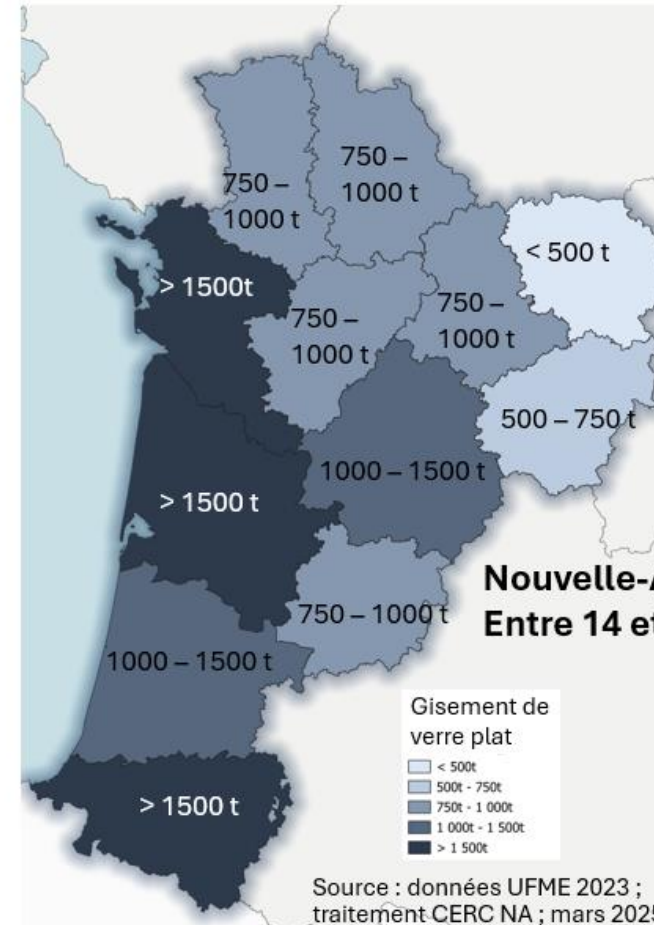 750 –
1000 t
750 –
1000 t
< 500 t
> 1500t
750 –
1000 t
750 –
1000 t
500 – 750 t
1000 – 1500 t
> 1500 t
Nouvelle-
Entre 14 et
750 – 1000 t
1000 – 1500 t
> 1500 t
Gisement de
verre plat
< 500t
500t - 750t
750t - 1 000t
1 000t - 1 500t
> 1 500t
Source : données UFME 2023 ;
traitement CERC NA ; mars 2025